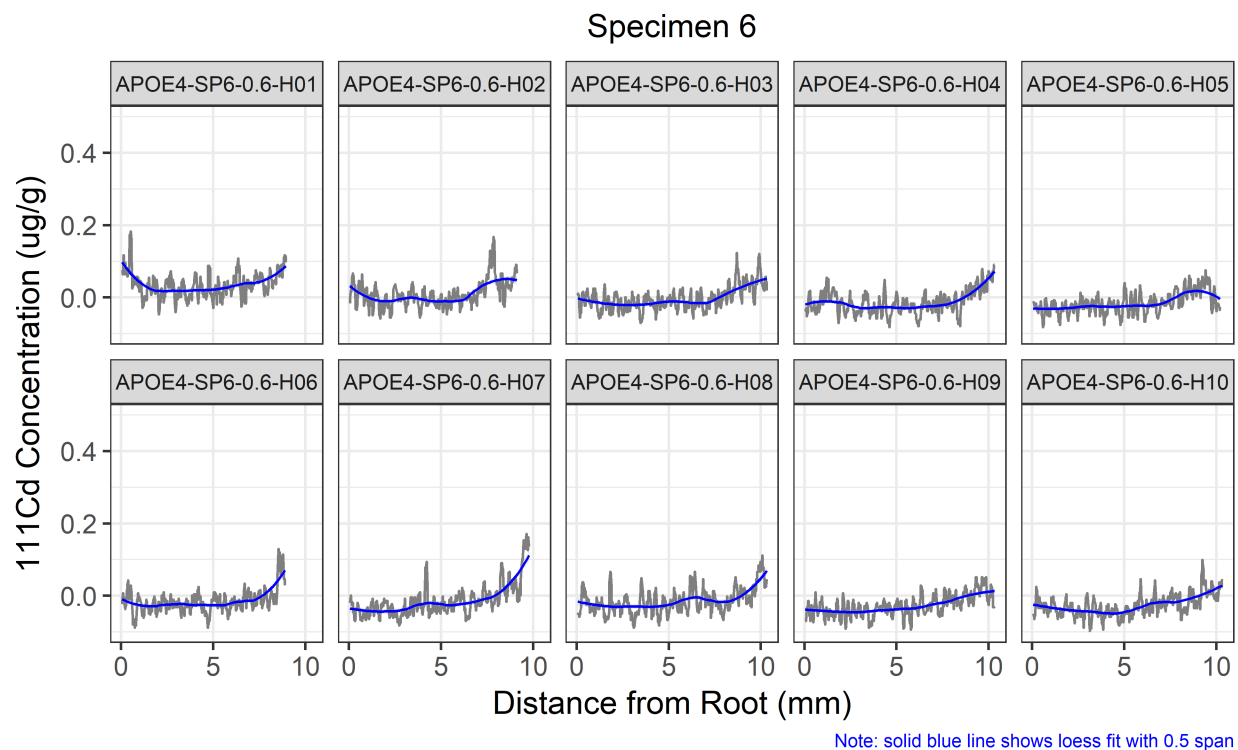 Specimen 6
APOE4-SP6-0.6-H01 APOE4-SP6-0.6-H02 APOE4-SP6-0.6-H03 APOE4-SP6-0.6-H04 APOE4-SP6-0.6-H05
0.4
0.2
0.0
APOE4-SP6-0.6-H06 APOE4-SP6-0.6-H07 APOE4-SP6-0.6-H08 APOE4-SP6-0.6-H09 APOE4-SP6-0.6-H10
0.4
0.2
0.0
0 5 10 0 5 10 0 5 10 0 5 10 0 5 10
111Cd Concentration (ug/g)
Distance from Root (mm)
Note: solid blue line shows loess fit with 0.5 span